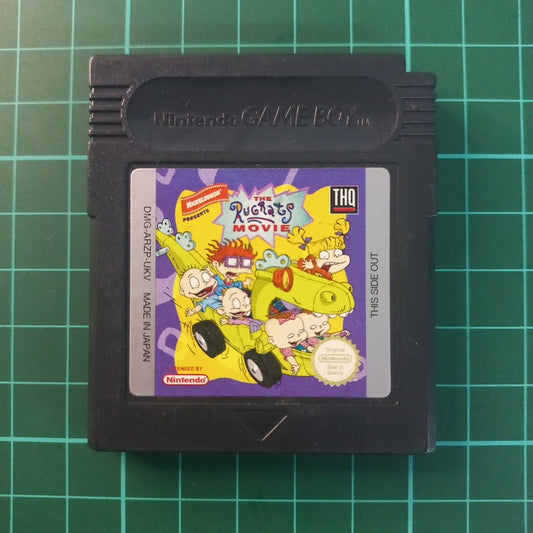 Nintendo GAME BOY TM
NICKELODEON
PRESENTS
THE
RUGRATS
MOVIE
THQ
DMG-ARZP-UKV MADE IN JAPAN
THIS SIDE OUT
LICENSED BY
Nintendo
Original
Nintendo
Seal of
Quality